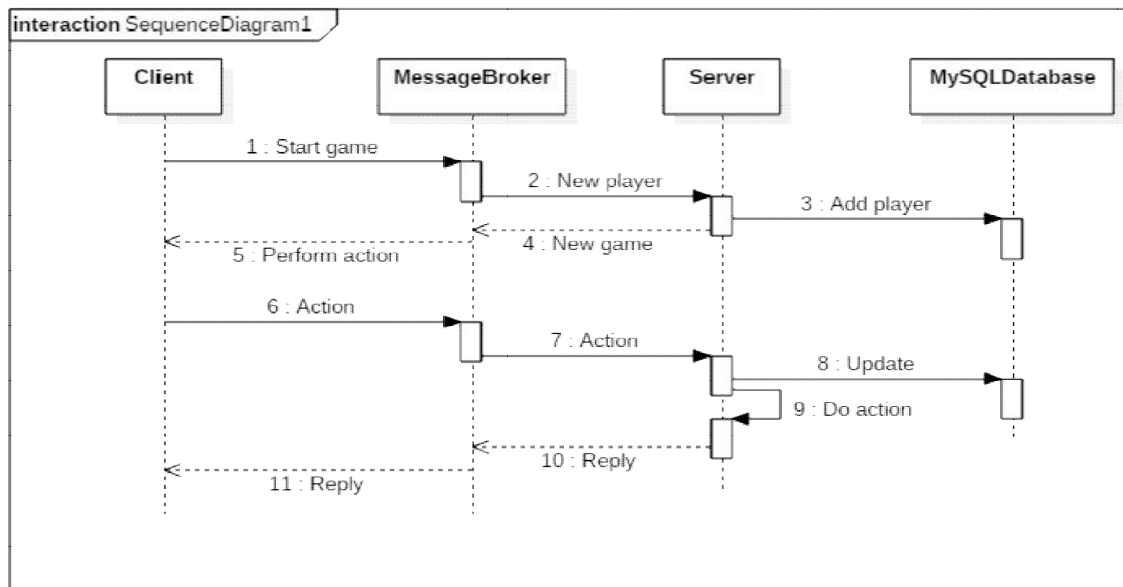 interaction SequenceDiagram1
Client
MessageBroker
Server
MySQLDatabase
1 : Start game
2 : New player
3 : Add player
4 : New game
5 : Perform action
6 : Action
7 : Action
8 : Update
9 : Do action
10 : Reply
11 : Reply